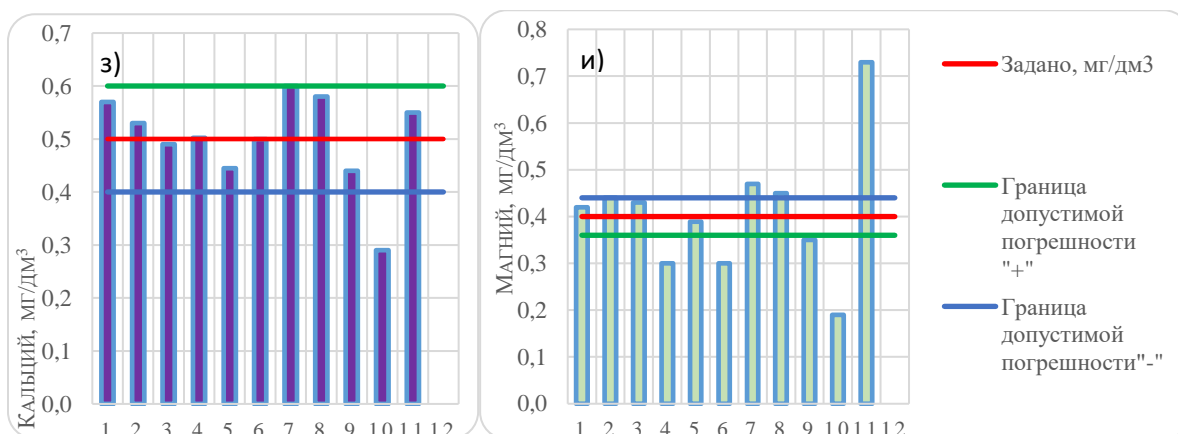 з)
КАЛЬЦИЙ, МГ/ДМ3
0,7
0,6
0,5
0,4
0,3
0,2
0,1
0,0
1 2 3 4 5 6 7 8 9 10 11 12
и)
МАГНИЙ, МГ/ДМ3
0,8
0,7
0,6
0,5
0,4
0,3
0,2
0,1
0,0
1 2 3 4 5 6 7 8 9 10 11 12
Задано, мг/дм3
Граница
допустимой
погрешности
"+"
Граница
допустимой
погрешности"-"